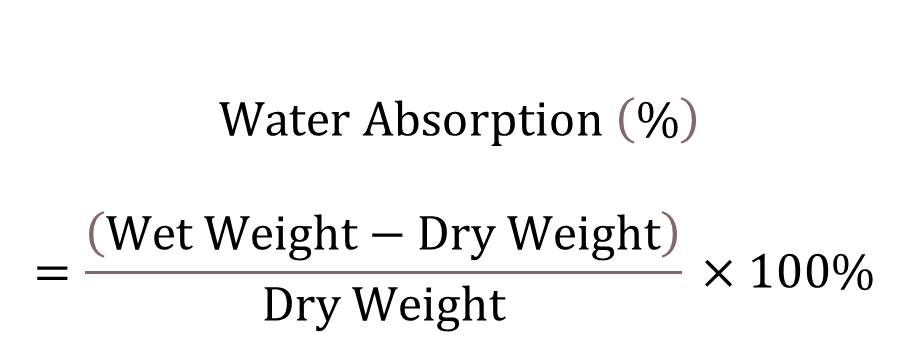 Water Absorption (%)
(Wet Weight − Dry Weight)
= × 100%
Dry Weight